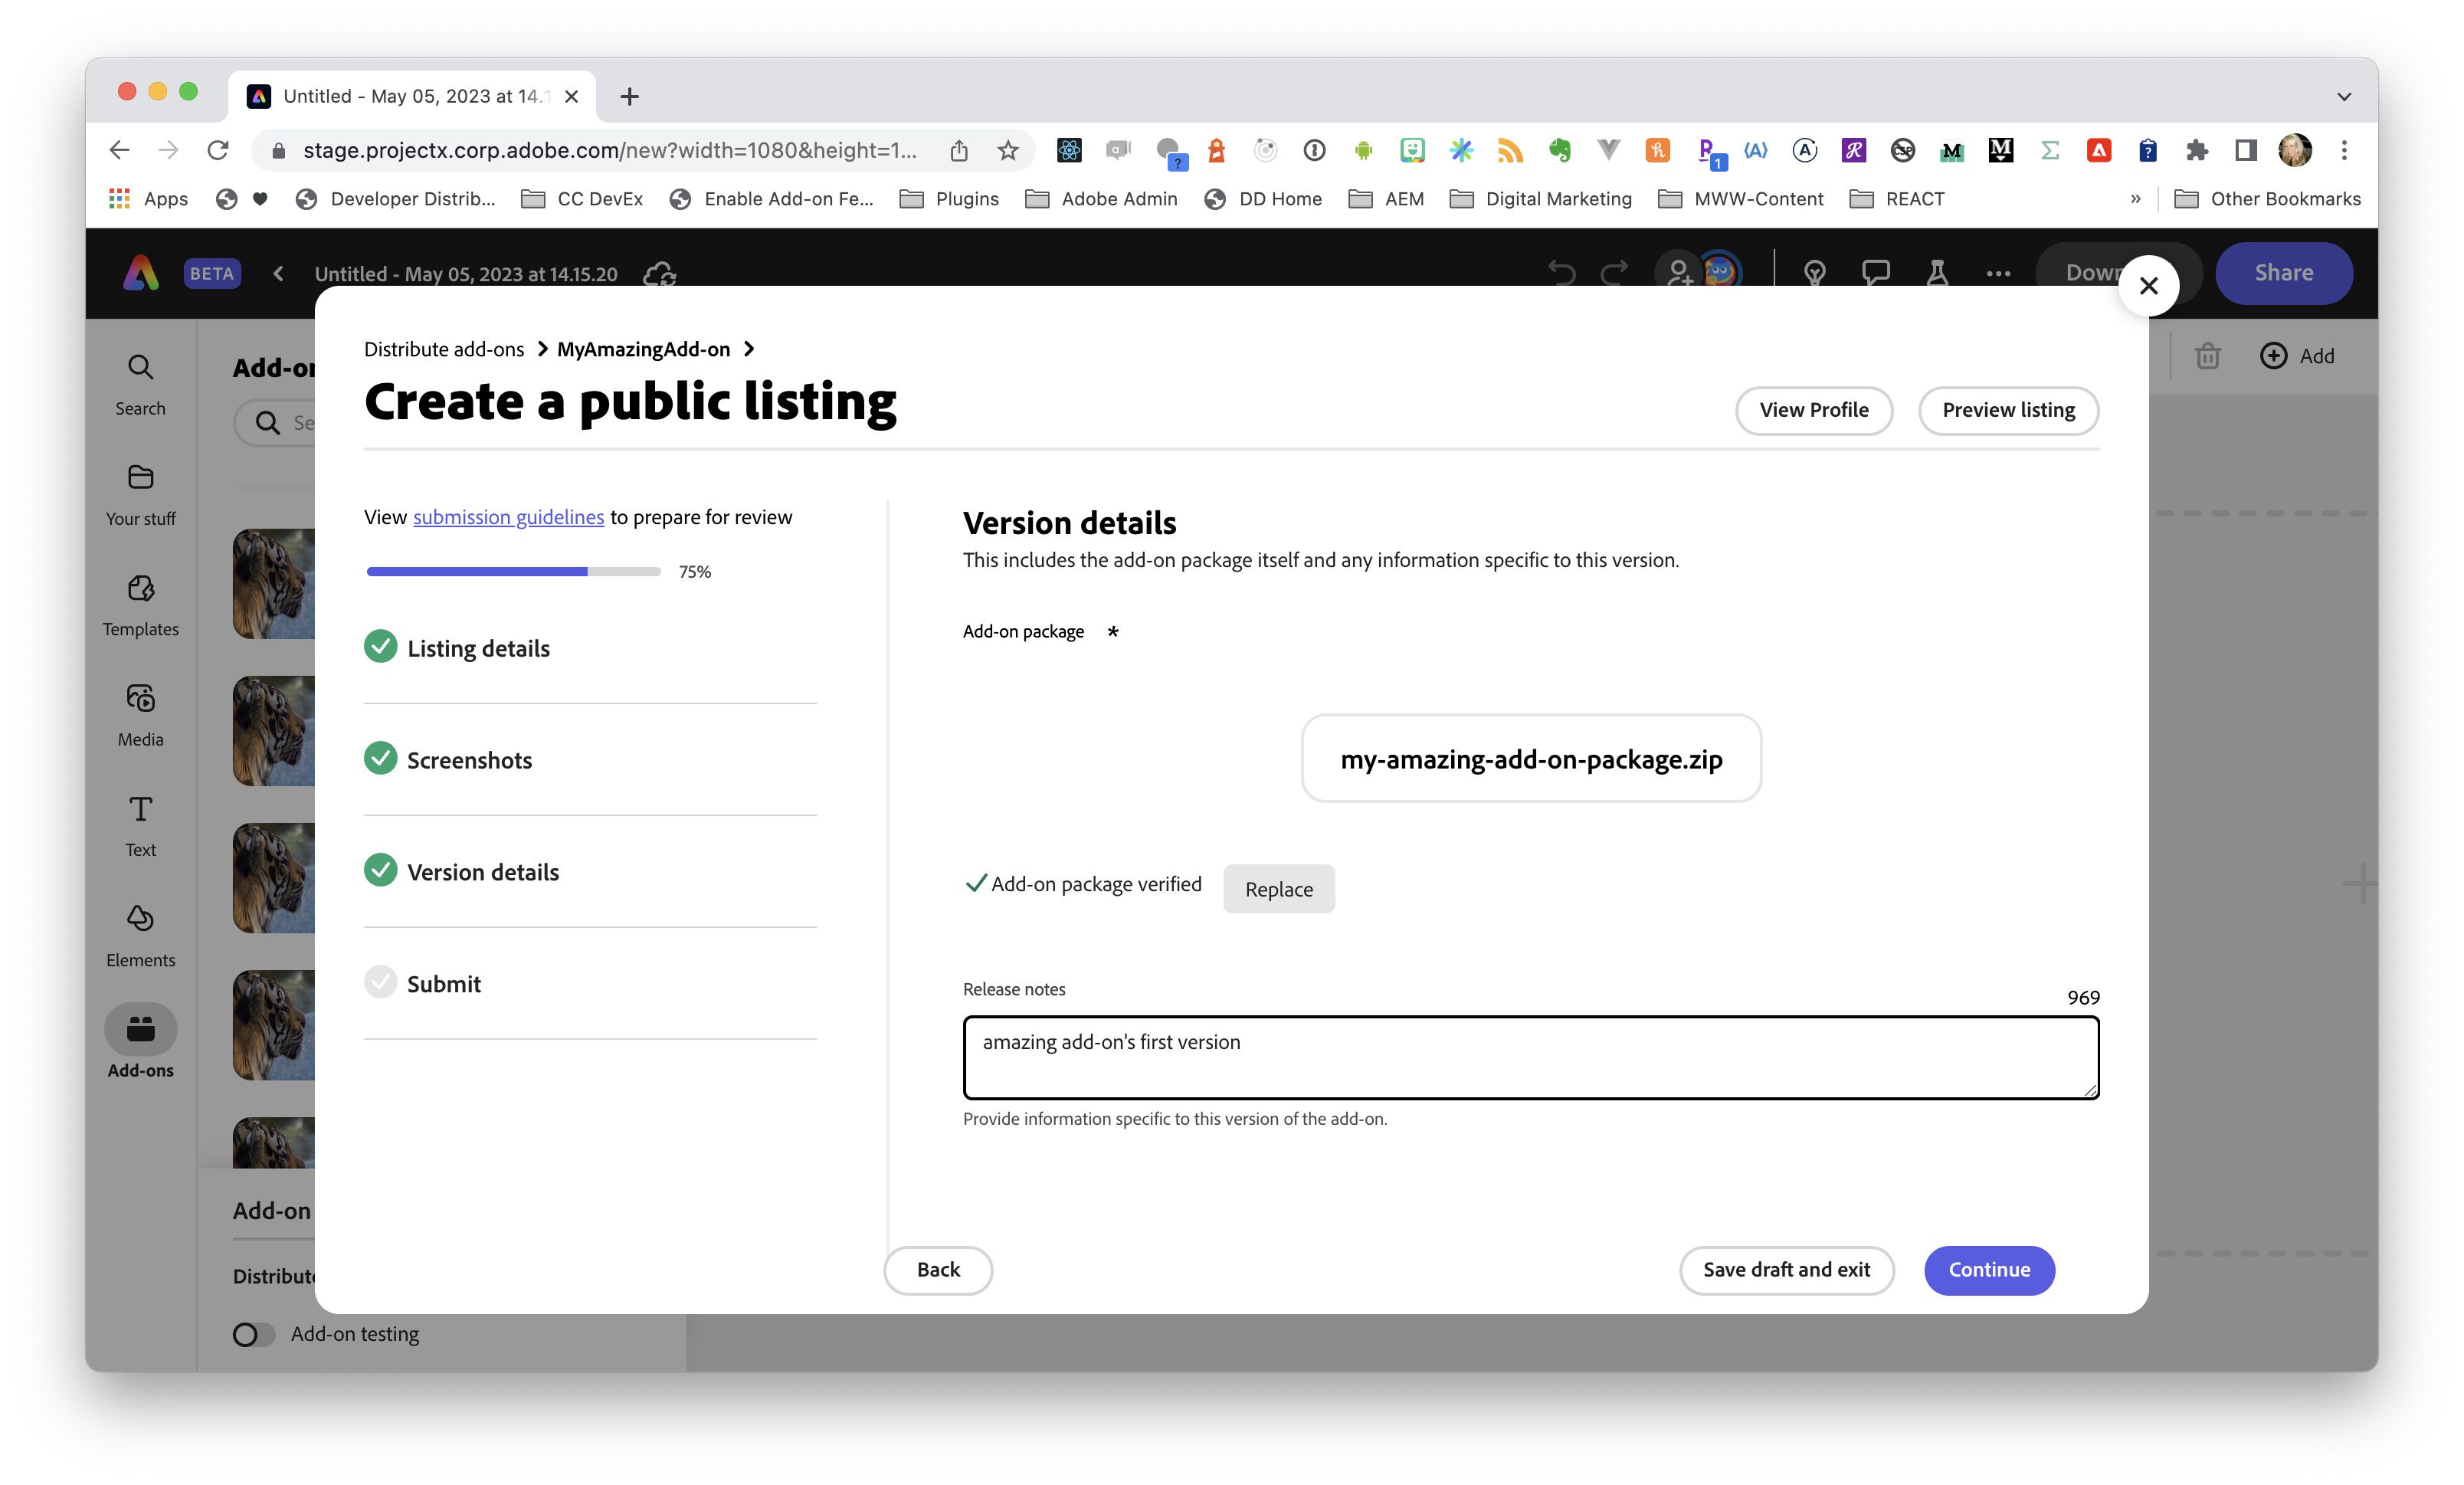 Untitled - May 05, 2023 at 14.1
stage.projectx.corp.adobe.com/new?width=1080&height=1...
Apps
Developer Distrib...
CC DevEx
Enable Add-on Fe...
Plugins
Adobe Admin
DD Home
AEM
Digital Marketing
MWW-Content
REACT
»
Other Bookmarks
BETA
Untitled - May 05, 2023 at 14.15.20
Down
Share
Add
Search
Your stuff
Templates
Media
Text
Elements
Add-ons
Add-on
Se
Distribute add-ons > MyAmazingAdd-on >
Create a public listing
View Profile
Preview listing
View submission guidelines to prepare for review
75%
Listing details
Screenshots
Version details
Submit
Version details
This includes the add-on package itself and any information specific to this version.
Add-on package *
my-amazing-add-on-package.zip
Add-on package verified
Replace
Release notes
969
amazing add-on's first version
Provide information specific to this version of the add-on.
Back
Save draft and exit
Continue
Add-on
Distribute
Add-on testing